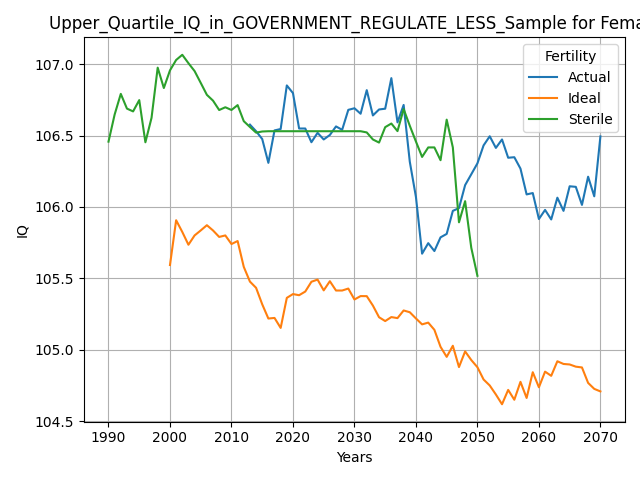 Upper_Quartile_IQ_in_GOVERNMENT_REGULATE_LESS_Sample for Fema
107.0
106.5
106.0
105.5
105.0
104.5
IQ
1990 2000 2010 2020 2030 2040 2050 2060 2070
Years
Fertility
Actual
Ideal
Sterile